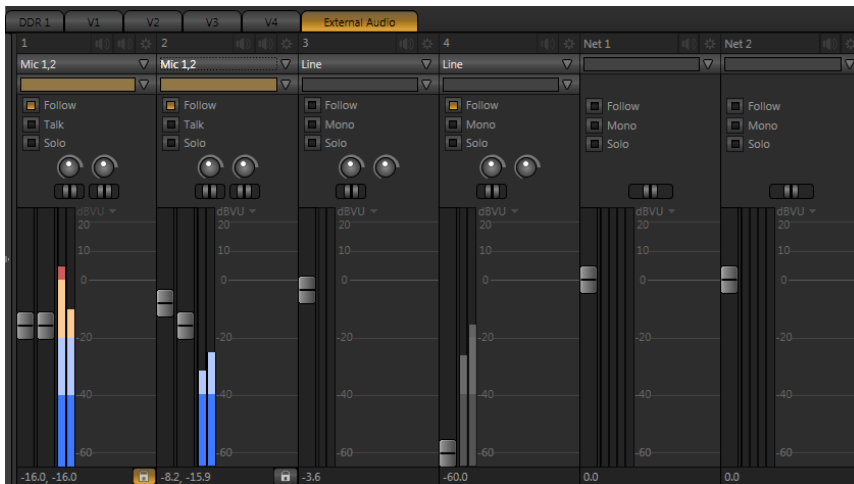 DDR 1 V1 V2 V3 V4 External Audio
1 2 3 4 Net 1 Net 2
Mic 1,2 Mic 1,2 Line Line
Follow Follow Follow Follow Follow Follow
Talk Talk Mono Mono Mono Mono
Solo Solo Solo Solo Solo Solo
dBVU dBVU dBVU dBVU dBVU dBVU
20 20 20 20 20 20
10 10 10 10 10 10
0 0 0 0 0 0
-20 -20 -20 -20 -20 -20
-40 -40 -40 -40 -40 -40
-60 -60 -60 -60 -60 -60
-16.0, -16.0 -8.2, -15.9 -3.6 -60.0 0.0 0.0